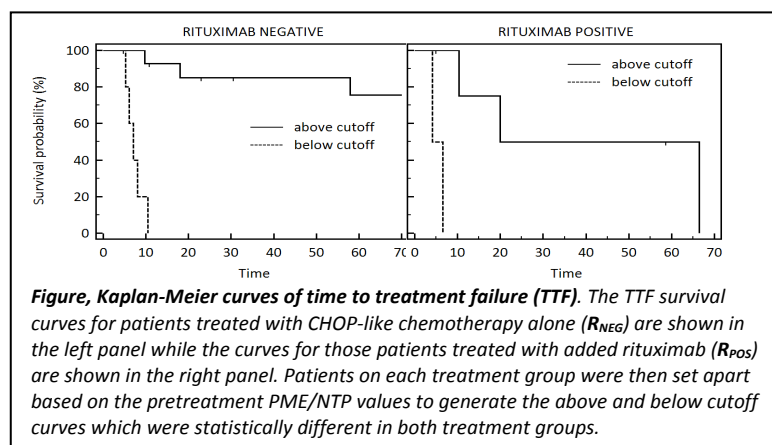 RITUXIMAB NEGATIVE
RITUXIMAB POSITIVE
Survival probability (%)
100
80
60
40
20
0
above cutoff
below cutoff
above cutoff
below cutoff
0 10 20 30 40 50 60 70
0 10 20 30 40 50 60 70
Time
Time
Figure, Kaplan-Meier curves of time to treatment failure (TTF). The TTF survival
curves for patients treated with CHOP-like chemotherapy alone (RNEG) are shown in
the left panel while the curves for those patients treated with added rituximab (RPOS)
are shown in the right panel. Patients on each treatment group were then set apart
based on the pretreatment PME/NTP values to generate the above and below cutoff
curves which were statistically different in both treatment groups.